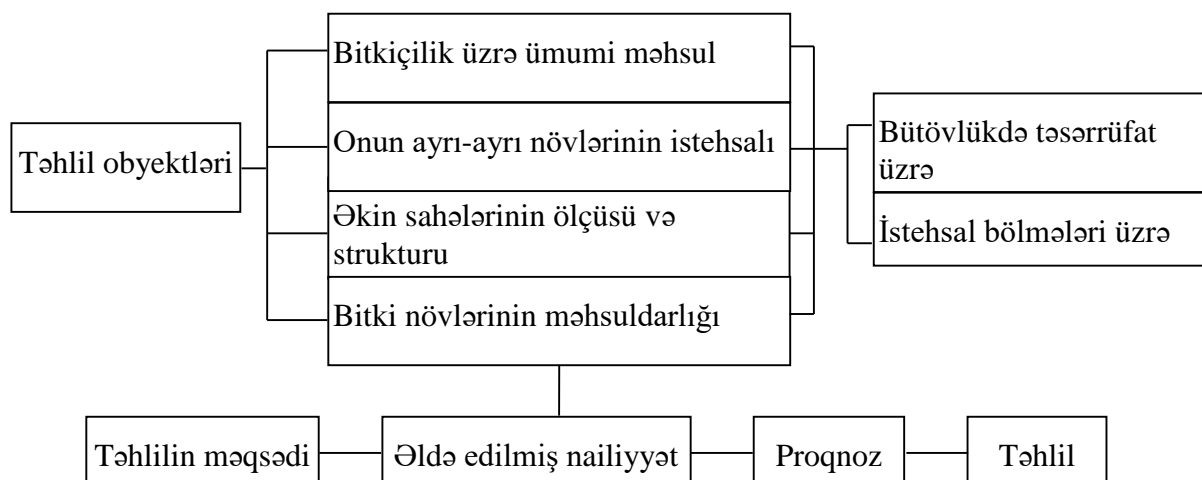 Təhlil obyektləri
Bitkiçilik üzrə ümumi məhsul
Onun ayrı-ayrı növlərinin istehsalı
Əkin sahələrinin ölçüsü və
strukturu
Bitki növlərinin məhsuldarlığı
Bütövlükdə təsərrüfat
üzrə
İstehsal bölmələri üzrə
Təhlilin məqsədi
Əldə edilmiş nailiyyət
Proqnoz
Təhlil